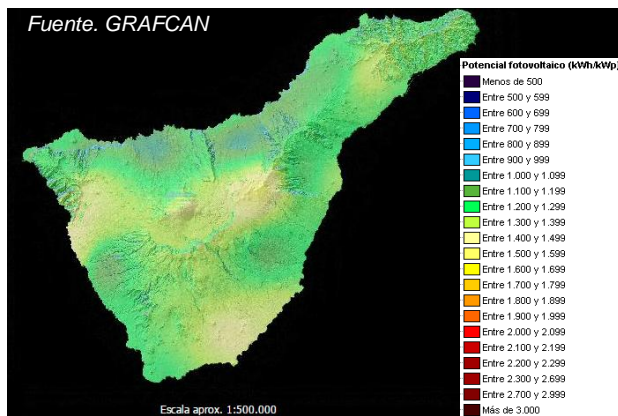 Fuente. GRAFCAN
Potencial fotovoltaico (kWh/kWp)
Menos de 500
Entre 500 y 599
Entre 600 y 699
Entre 700 y 799
Entre 800 y 899
Entre 900 y 999
Entre 1.000 y 1.099
Entre 1.100 y 1.199
Entre 1.200 y 1.299
Entre 1.300 y 1.399
Entre 1.400 y 1.499
Entre 1.500 y 1.599
Entre 1.600 y 1.699
Entre 1.700 y 1.799
Entre 1.800 y 1.899
Entre 1.900 y 1.999
Entre 2.000 y 2.099
Entre 2.100 y 2.199
Entre 2.200 y 2.299
Entre 2.300 y 2.699
Entre 2.700 y 2.999
Más de 3.000
Escala aprox. 1:500.000